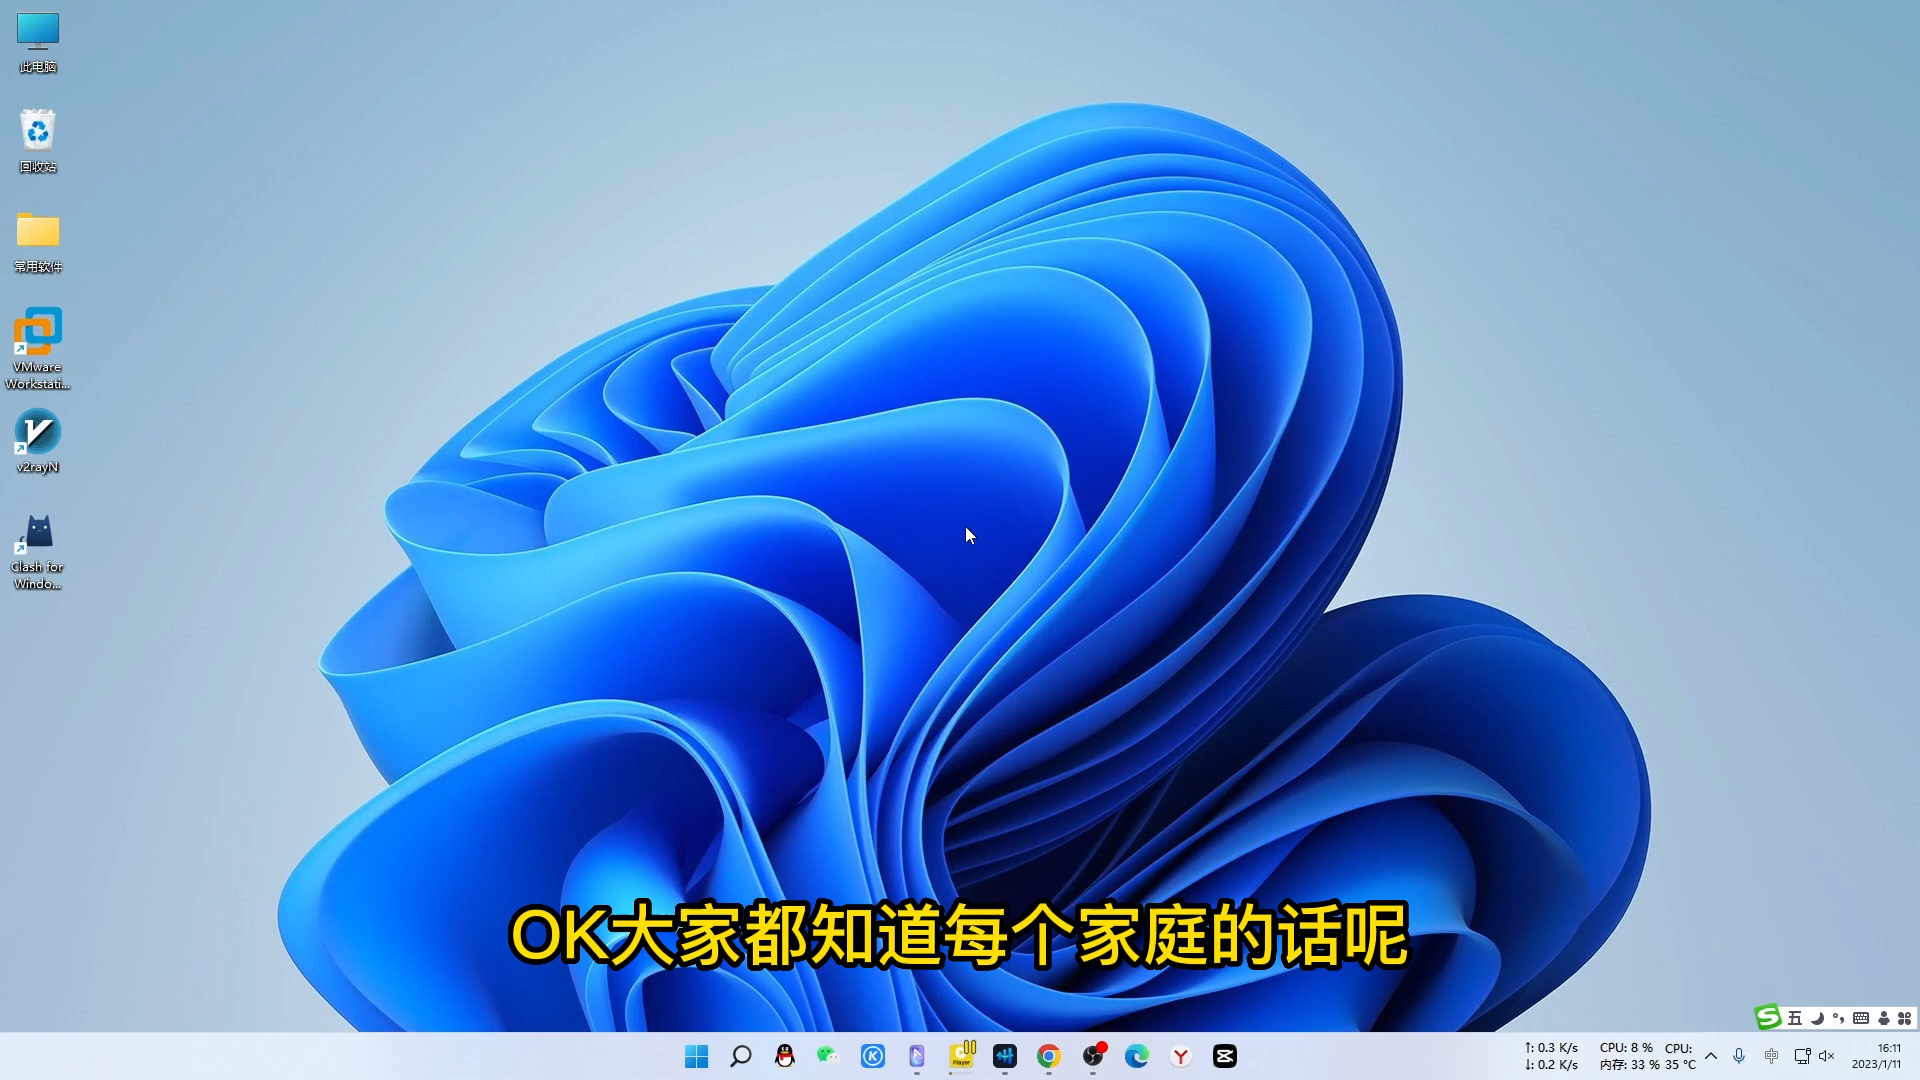 此电脑
回收站
常用软件
VMware
Workstati...
v2rayN
Clash for
Windo...
OK大家都知道每个家庭的话呢
五
Player
↑: 0.3 K/s
↓: 0.2 K/s
CPU: 8 %
内存: 33 %
CPU:
35 °C
中
16:11
2023/1/11